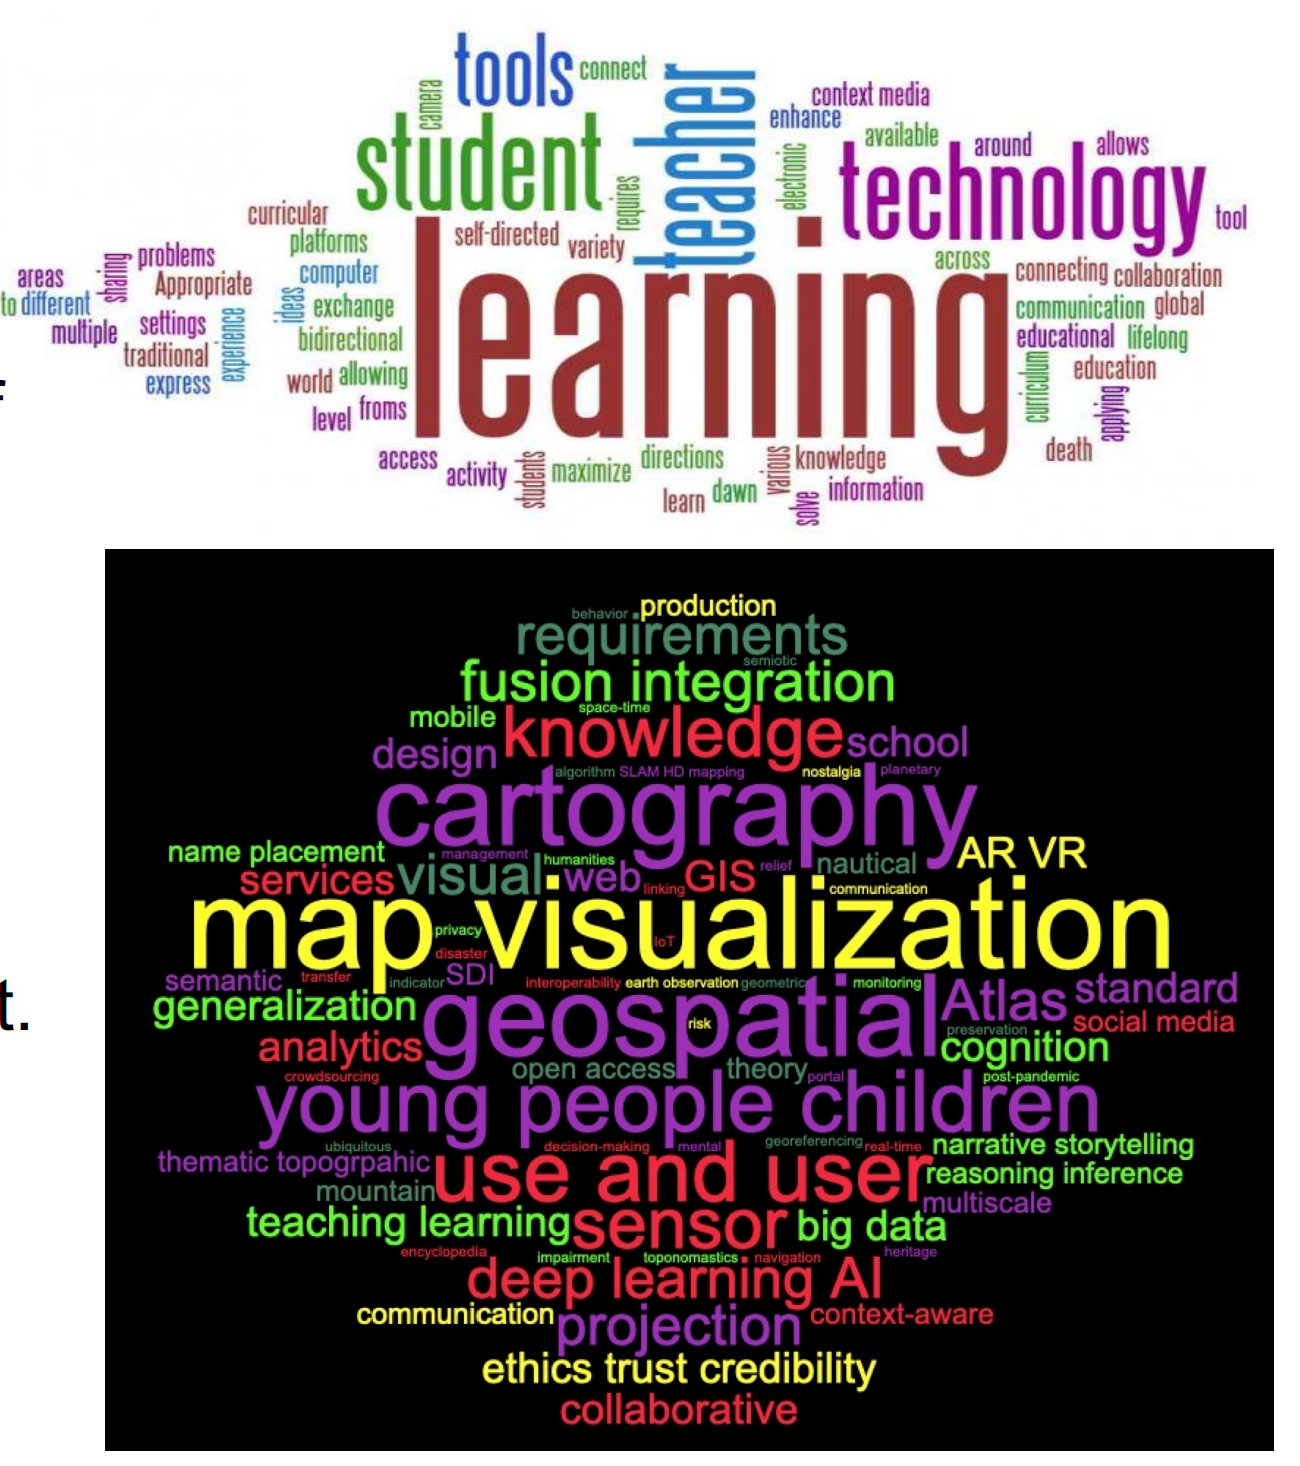 tools connect
camera
teacher
context media
enhance
student
available
around
allows
electronic
technology
requires
curricular
self-directed
variety
tool
platforms
problems
sharing
across
areas
Appropriate
computer
connecting collaboration
to different
ideas
exchange
learning
communication global
multiple
settings
experience
bidirectional
educational lifelong
traditional
world allowing
curriculum
education
express
level froms
applying
access
activity
students
maximize
directions
various
knowledge
death
learn dawn
solve
information
f
t.
behavior production
requirements
semiotic
fusion integration
mobile
space-time
knowledge school
design
algorithm SLAM HD mapping
nostalgia
planetary
cartography
name placement
management
humanities
relief
nautical
AR VR
services visual web
linking
GIS
communication
map visualization
privacy
IoT
disaster
semantic
transfer
indicator
SDI
interoperability earth observation geometric
monitoring
standard
generalization
geospatial
Atlas
risk
preservation
social media
analytics
cognition
open access
theory
portal
crowdsourcing
post-pandemic
young people children
ubiquitous
decision-making
mental
georeferencing
real-time
narrative storytelling
thematic topogrpahic
use and user
reasoning inference
mountain
multiscale
teaching learning
sensor
big data
encyclopedia
impairment
toponomastics
navigation
heritage
deep learning AI
communication
projection
context-aware
ethics trust credibility
collaborative